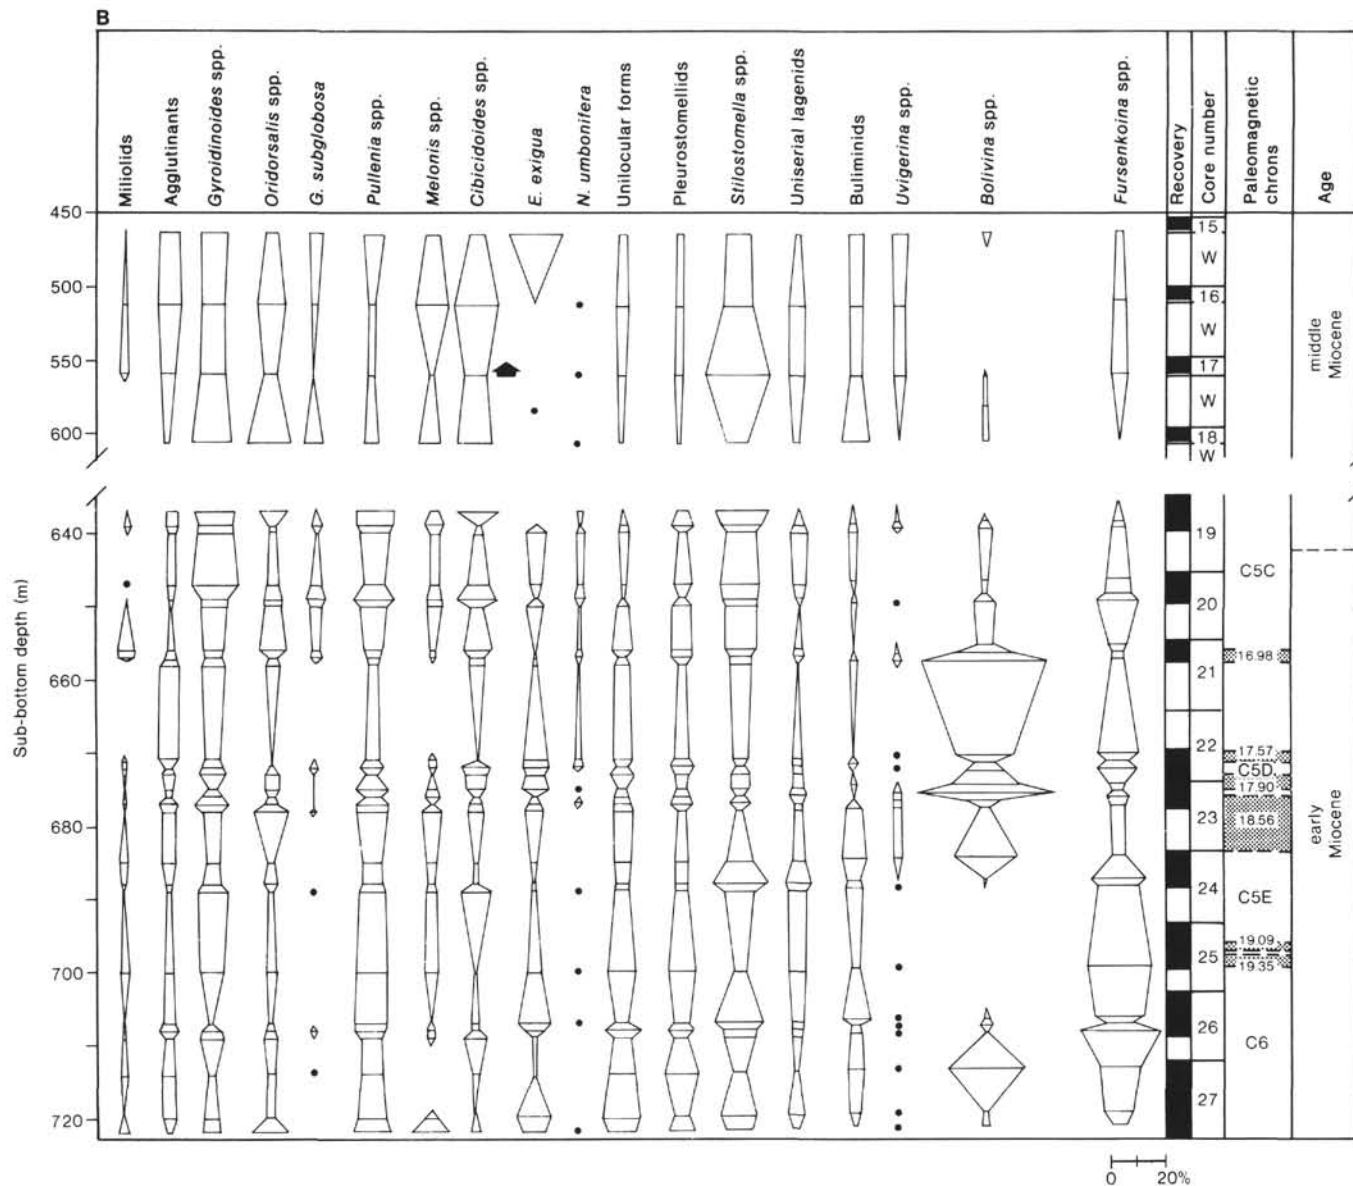 B
Miliolids
Agglutinants
Gyroidinoides spp.
Oridorsalis spp.
G. subglobosa
Pullenia spp.
Melonis spp.
Cibicidoides spp.
E. exigua
N. umbonifera
Unilocular forms
Pleurostomellids
Stilostomella spp.
Uniserial lagenids
Buliminids
Uvigerina spp.
Bolivina spp.
Fursenkoina spp.
Recovery
Core number
Paleomagnetic
chrons
Age
450
500
550
600
640
660
680
700
720
Sub-bottom depth (m)
15
W
16
W
17
W
18
W
19
20
21
22
23
24
25
26
27
C5C
16.98
17.57
C5D
17.90
18.56
C5E
19.09
19.35
C6
middle
Miocene
early
Miocene
0 20%